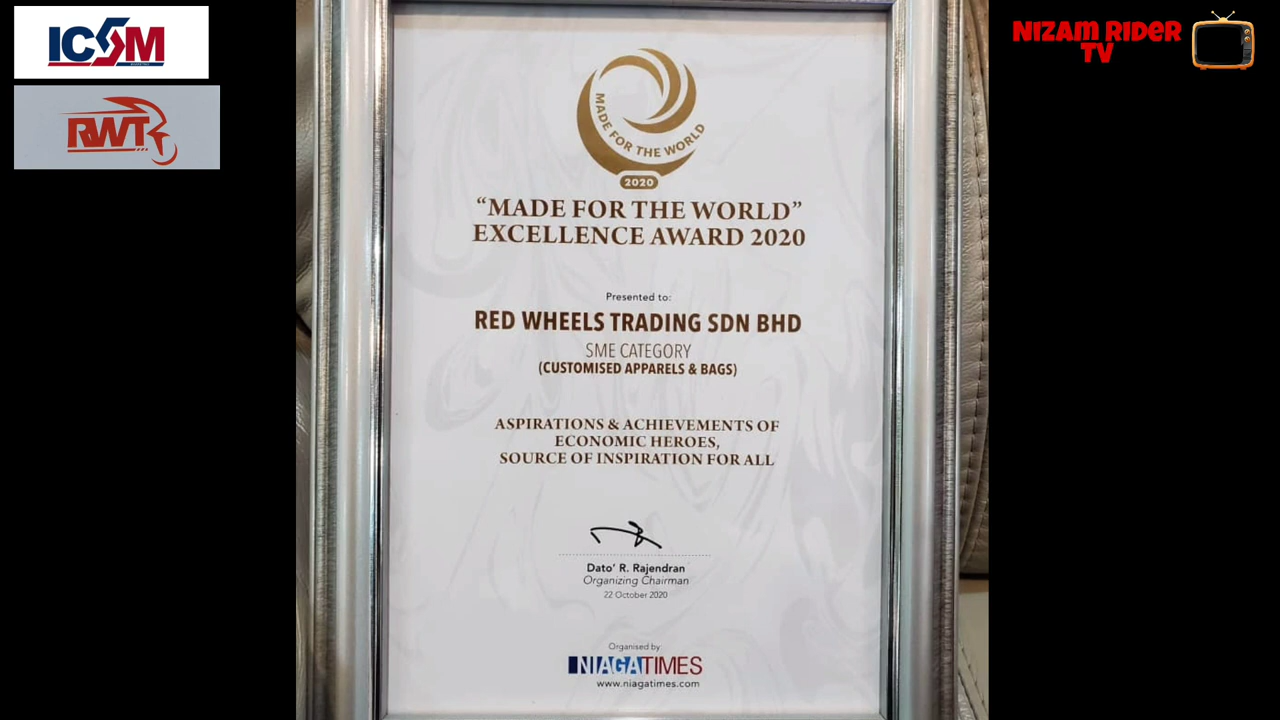 ICSM
RWT
NIZAM RIDER
TV
MADE FOR THE WORLD
2020
“MADE FOR THE WORLD”
EXCELLENCE AWARD 2020
Presented to:
RED WHEELS TRADING SDN BHD
SME CATEGORY
(CUSTOMISED APPARELS & BAGS)
ASPIRATIONS & ACHIEVEMENTS OF
ECONOMIC HEROES,
SOURCE OF INSPIRATION FOR ALL
Dato’ R. Rajendran
Organizing Chairman
22 October 2020
Organised by
NIAGATIMES
www.niagatimes.com